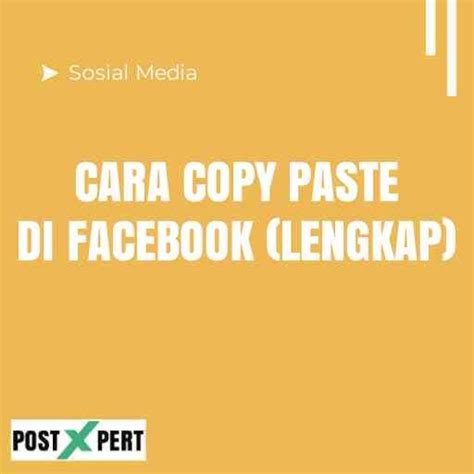 Sosial Media
CARA COPY PASTE
DI FACEBOOK (LENGKAP)
POSTXPERT